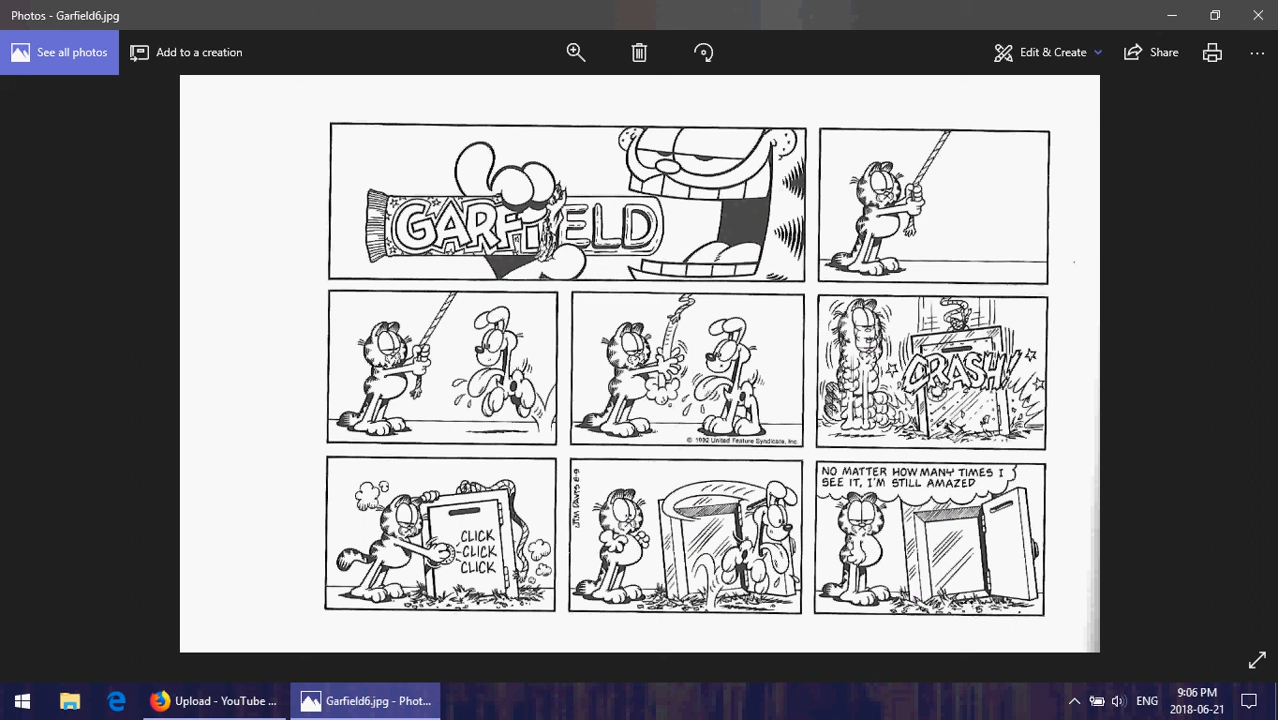 Photos - Garfield6.jpg
See all photos
Add to a creation
Edit & Create
Share
GARFIELD
© 1992 United Feature Syndicate, Inc.
CRASH!
CLICK
CLICK
CLICK
JIM DAVIS 8-9
NO MATTER HOW MANY TIMES I
SEE IT, I'M STILL AMAZED
Upload - YouTube ...
Garfield6.jpg - Phot...
ENG
9:06 PM
2018-06-21